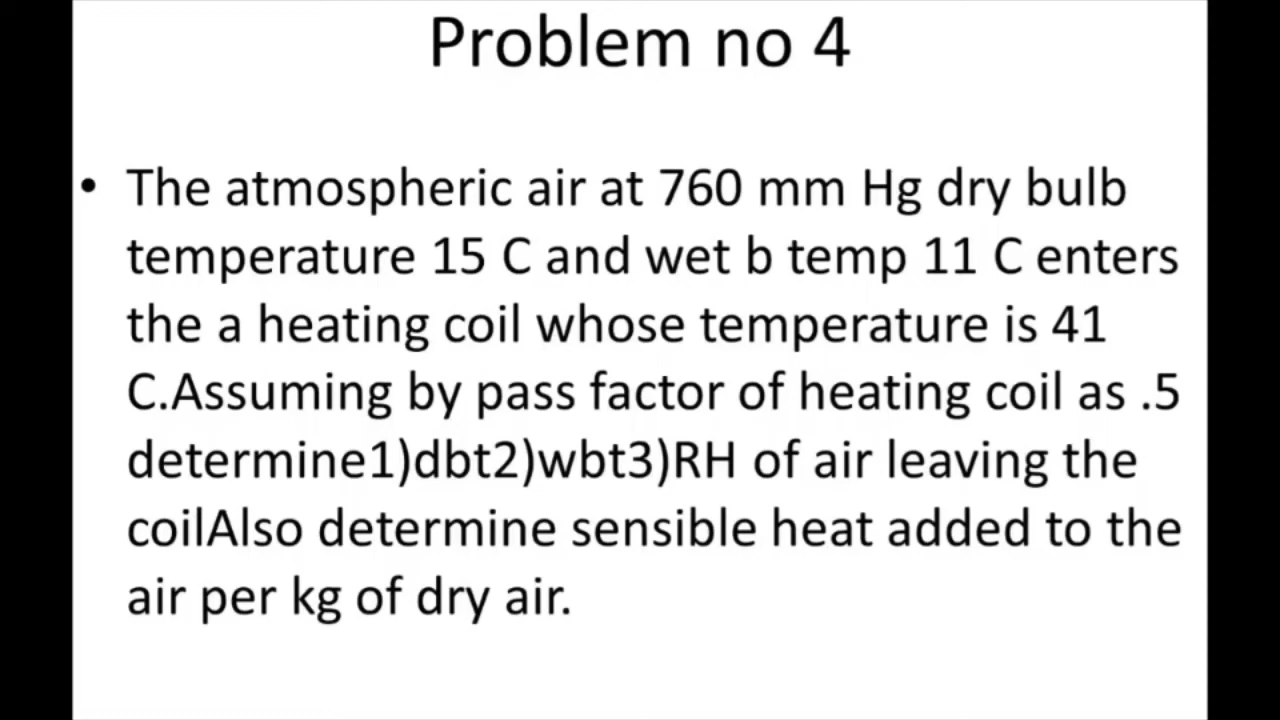 Problem no 4
• The atmospheric air at 760 mm Hg dry bulb
temperature 15 C and wet b temp 11 C enters
the a heating coil whose temperature is 41
C.Assuming by pass factor of heating coil as .5
determine1)dbt2)wbt3)RH of air leaving the
coilAlso determine sensible heat added to the
air per kg of dry air.